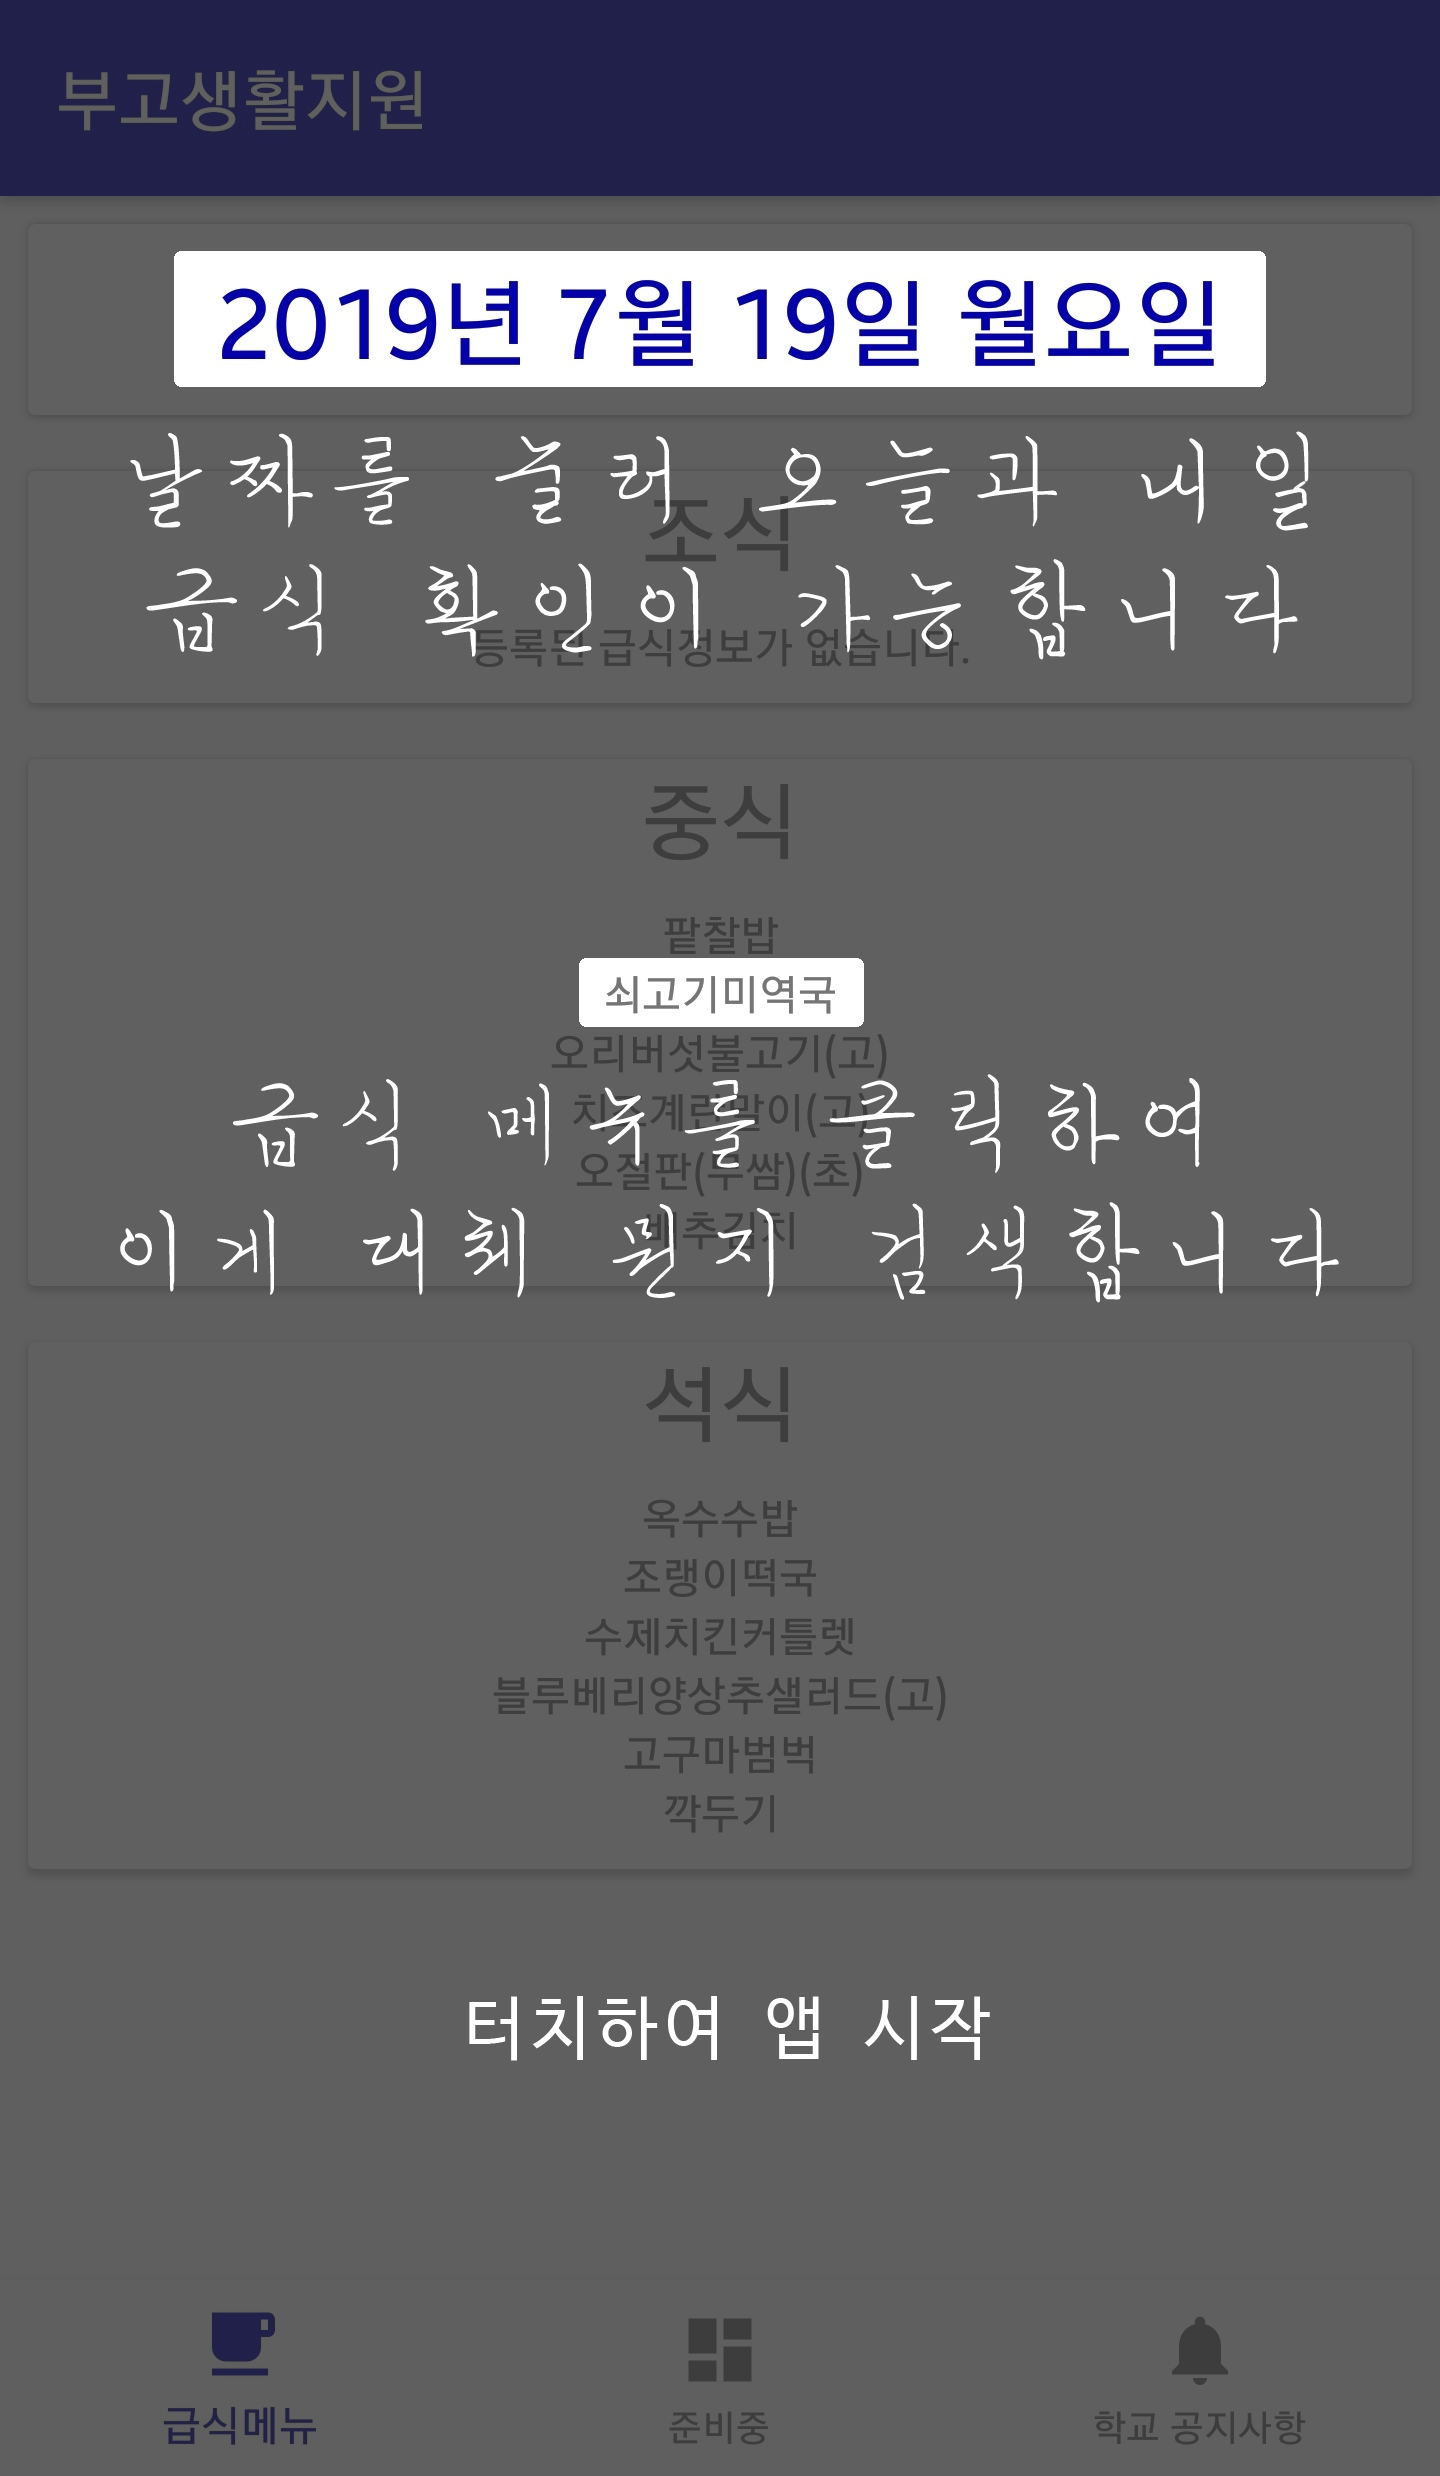 부고생활지원
2019년 7월 19일 월요일
날짜를 눌러 오늘과 내일
급식 확인이 가능합니다
조식
등록된 급식정보가 없습니다.
중식
팥찰밥
쇠고기미역국
오리버섯불고기(고)
치즈계란말이(고)
오절판(무쌈)(초)
배추김치
급식 메뉴를 클릭하여
이게 대체 뭔지 검색합니다
석식
옥수수밥
조랭이떡국
수제치킨커틀렛
블루베리양상추샐러드(고)
고구마범벅
깍두기
터치하여 앱 시작
급식메뉴
준비중
학교 공지사항